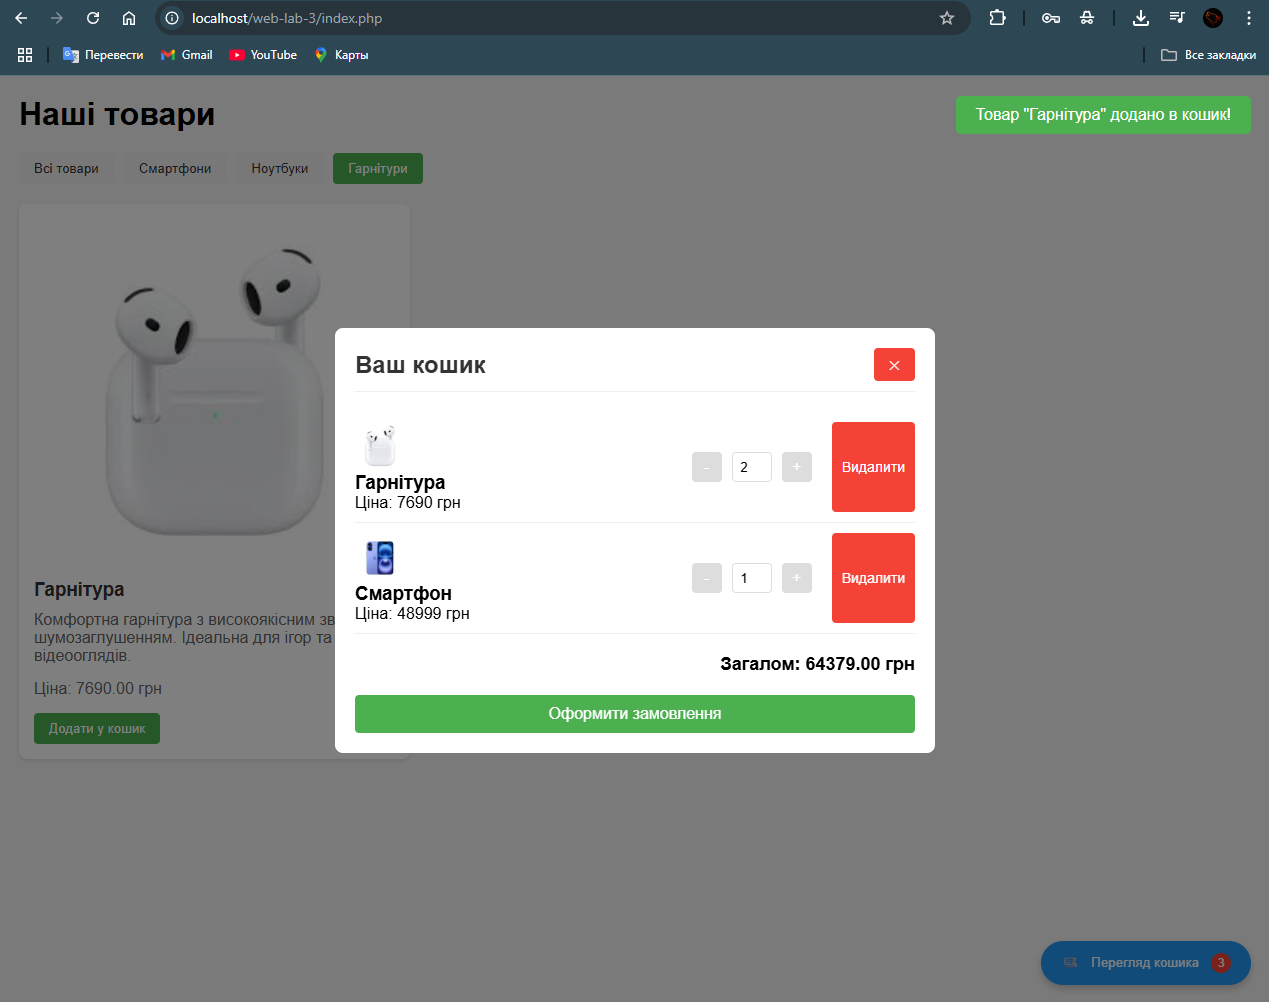 localhost/web-lab-3/index.php
Перевести
Gmail
YouTube
Карты
Все закладки
Наші товари
Товар "Гарнітура" додано в кошик!
Всі товари
Смартфони
Ноутбуки
Гарнітури
Ваш кошик
×
Гарнітура
Ціна: 7690 грн
-
2
+
Видалити
Смартфон
Ціна: 48999 грн
-
1
+
Видалити
Загалом: 64379.00 грн
Оформити замовлення
Гарнітура
Комфортна гарнітура з високоякісним зв
шумозаглушенням. Ідеальна для ігор та
відеооглядів.
Ціна: 7690.00 грн
Додати у кошик
Перегляд кошика 3